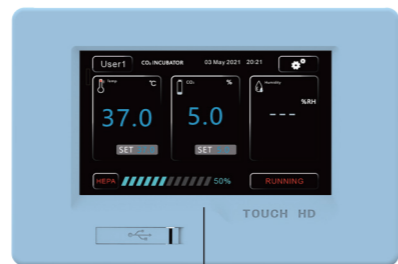 User1 CO₂ INCUBATOR 03 May 2021 20:21
Temp ℃ CO₂ % Humidity
%RH
37.0 5.0 ---
SET SET
HEPA 50% RUNNING
TOUCH HD